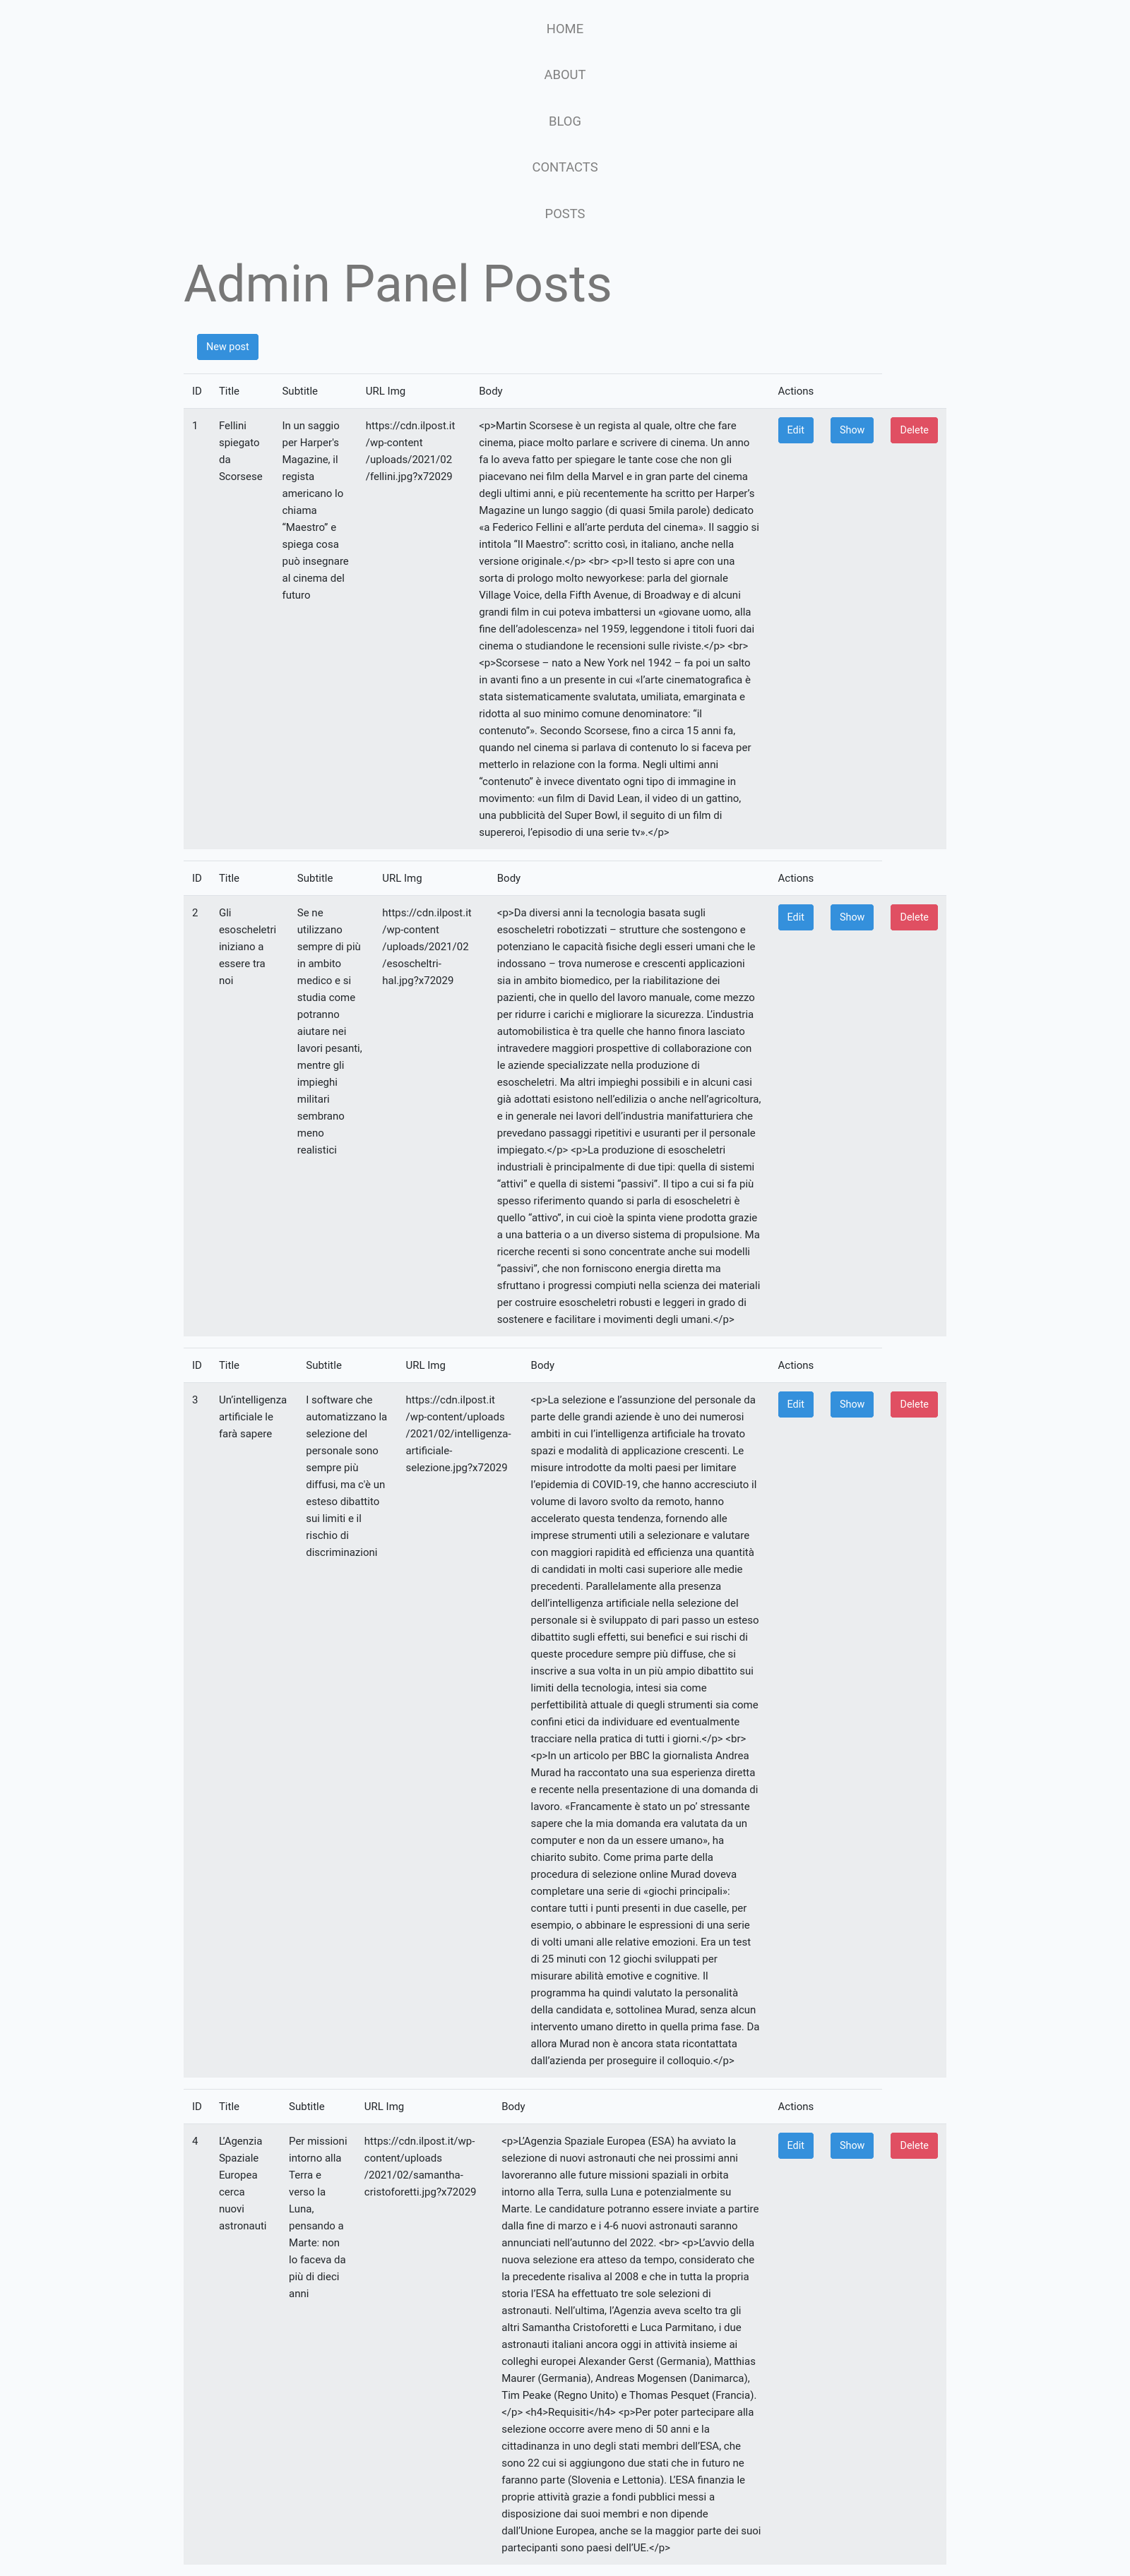 HOME
ABOUT
BLOG
CONTACTS
POSTS
Admin Panel Posts
New post
ID Title Subtitle URL Img Body Actions
1
Fellini
spiegato
da
Scorsese
In un saggio
per Harper's
Magazine, il
regista
americano lo
chiama
“Maestro” e
spiega cosa
può insegnare
al cinema del
futuro
https://cdn.ilpost.it
/wp-content
/uploads/2021/02
/fellini.jpg?x72029
<p>Martin Scorsese è un regista al quale, oltre che fare
cinema, piace molto parlare e scrivere di cinema. Un anno
fa lo aveva fatto per spiegare le tante cose che non gli
piacevano nei film della Marvel e in gran parte del cinema
degli ultimi anni, e più recentemente ha scritto per Harper’s
Magazine un lungo saggio (di quasi 5mila parole) dedicato
«a Federico Fellini e all’arte perduta del cinema». Il saggio si
intitola “Il Maestro”: scritto così, in italiano, anche nella
versione originale.</p> <br> <p>Il testo si apre con una
sorta di prologo molto newyorkese: parla del giornale
Village Voice, della Fifth Avenue, di Broadway e di alcuni
grandi film in cui poteva imbattersi un «giovane uomo, alla
fine dell’adolescenza» nel 1959, leggendone i titoli fuori dai
cinema o studiandone le recensioni sulle riviste.</p> <br>
<p>Scorsese – nato a New York nel 1942 – fa poi un salto
in avanti fino a un presente in cui «l’arte cinematografica è
stata sistematicamente svalutata, umiliata, emarginata e
ridotta al suo minimo comune denominatore: “il
contenuto”». Secondo Scorsese, fino a circa 15 anni fa,
quando nel cinema si parlava di contenuto lo si faceva per
metterlo in relazione con la forma. Negli ultimi anni
“contenuto” è invece diventato ogni tipo di immagine in
movimento: «un film di David Lean, il video di un gattino,
una pubblicità del Super Bowl, il seguito di un film di
supereroi, l’episodio di una serie tv».</p>
Edit Show Delete
ID Title Subtitle URL Img Body Actions
2
Gli
esoscheletri
iniziano a
essere tra
noi
Se ne
utilizzano
sempre di più
in ambito
medico e si
studia come
potranno
aiutare nei
lavori pesanti,
mentre gli
impieghi
militari
sembrano
meno
realistici
https://cdn.ilpost.it
/wp-content
/uploads/2021/02
/esoscheltri-
hal.jpg?x72029
<p>Da diversi anni la tecnologia basata sugli
esoscheletri robotizzati – strutture che sostengono e
potenziano le capacità fisiche degli esseri umani che le
indossano – trova numerose e crescenti applicazioni
sia in ambito biomedico, per la riabilitazione dei
pazienti, che in quello del lavoro manuale, come mezzo
per ridurre i carichi e migliorare la sicurezza. L’industria
automobilistica è tra quelle che hanno finora lasciato
intravedere maggiori prospettive di collaborazione con
le aziende specializzate nella produzione di
esoscheletri. Ma altri impieghi possibili e in alcuni casi
già adottati esistono nell’edilizia o anche nell’agricoltura,
e in generale nei lavori dell’industria manifatturiera che
prevedano passaggi ripetitivi e usuranti per il personale
impiegato.</p> <p>La produzione di esoscheletri
industriali è principalmente di due tipi: quella di sistemi
“attivi” e quella di sistemi “passivi”. Il tipo a cui si fa più
spesso riferimento quando si parla di esoscheletri è
quello “attivo”, in cui cioè la spinta viene prodotta grazie
a una batteria o a un diverso sistema di propulsione. Ma
ricerche recenti si sono concentrate anche sui modelli
“passivi”, che non forniscono energia diretta ma
sfruttano i progressi compiuti nella scienza dei materiali
per costruire esoscheletri robusti e leggeri in grado di
sostenere e facilitare i movimenti degli umani.</p>
Edit Show Delete
ID Title Subtitle URL Img Body Actions
3
Un’intelligenza
artificiale le
farà sapere
I software che
automatizzano la
selezione del
personale sono
sempre più
diffusi, ma c'è un
esteso dibattito
sui limiti e il
rischio di
discriminazioni
https://cdn.ilpost.it
/wp-content/uploads
/2021/02/intelligenza-
artificiale-
selezione.jpg?x72029
<p>La selezione e l’assunzione del personale da
parte delle grandi aziende è uno dei numerosi
ambiti in cui l’intelligenza artificiale ha trovato
spazi e modalità di applicazione crescenti. Le
misure introdotte da molti paesi per limitare
l’epidemia di COVID-19, che hanno accresciuto il
volume di lavoro svolto da remoto, hanno
accelerato questa tendenza, fornendo alle
imprese strumenti utili a selezionare e valutare
con maggiori rapidità ed efficienza una quantità
di candidati in molti casi superiore alle medie
precedenti. Parallelamente alla presenza
dell’intelligenza artificiale nella selezione del
personale si è sviluppato di pari passo un esteso
dibattito sugli effetti, sui benefici e sui rischi di
queste procedure sempre più diffuse, che si
inscrive a sua volta in un più ampio dibattito sui
limiti della tecnologia, intesi sia come
perfettibilità attuale di quegli strumenti sia come
confini etici da individuare ed eventualmente
tracciare nella pratica di tutti i giorni.</p> <br>
<p>In un articolo per BBC la giornalista Andrea
Murad ha raccontato una sua esperienza diretta
e recente nella presentazione di una domanda di
lavoro. «Francamente è stato un po’ stressante
sapere che la mia domanda era valutata da un
computer e non da un essere umano», ha
chiarito subito. Come prima parte della
procedura di selezione online Murad doveva
completare una serie di «giochi principali»:
contare tutti i punti presenti in due caselle, per
esempio, o abbinare le espressioni di una serie
di volti umani alle relative emozioni. Era un test
di 25 minuti con 12 giochi sviluppati per
misurare abilità emotive e cognitive. Il
programma ha quindi valutato la personalità
della candidata e, sottolinea Murad, senza alcun
intervento umano diretto in quella prima fase. Da
allora Murad non è ancora stata ricontattata
dall’azienda per proseguire il colloquio.</p>
Edit Show Delete
ID Title Subtitle URL Img Body Actions
4
L’Agenzia
Spaziale
Europea
cerca
nuovi
astronauti
Per missioni
intorno alla
Terra e
verso la
Luna,
pensando a
Marte: non
lo faceva da
più di dieci
anni
https://cdn.ilpost.it/wp-
content/uploads
/2021/02/samantha-
cristoforetti.jpg?x72029
<p>L’Agenzia Spaziale Europea (ESA) ha avviato la
selezione di nuovi astronauti che nei prossimi anni
lavoreranno alle future missioni spaziali in orbita
intorno alla Terra, sulla Luna e potenzialmente su
Marte. Le candidature potranno essere inviate a partire
dalla fine di marzo e i 4-6 nuovi astronauti saranno
annunciati nell’autunno del 2022. <br> <p>L’avvio della
nuova selezione era atteso da tempo, considerato che
la precedente risaliva al 2008 e che in tutta la propria
storia l’ESA ha effettuato tre sole selezioni di
astronauti. Nell’ultima, l’Agenzia aveva scelto tra gli
altri Samantha Cristoforetti e Luca Parmitano, i due
astronauti italiani ancora oggi in attività insieme ai
colleghi europei Alexander Gerst (Germania), Matthias
Maurer (Germania), Andreas Mogensen (Danimarca),
Tim Peake (Regno Unito) e Thomas Pesquet (Francia).
</p> <h4>Requisiti</h4> <p>Per poter partecipare alla
selezione occorre avere meno di 50 anni e la
cittadinanza in uno degli stati membri dell’ESA, che
sono 22 cui si aggiungono due stati che in futuro ne
faranno parte (Slovenia e Lettonia). L’ESA finanzia le
proprie attività grazie a fondi pubblici messi a
disposizione dai suoi membri e non dipende
dall’Unione Europea, anche se la maggior parte dei suoi
partecipanti sono paesi dell’UE.</p>
Edit Show Delete